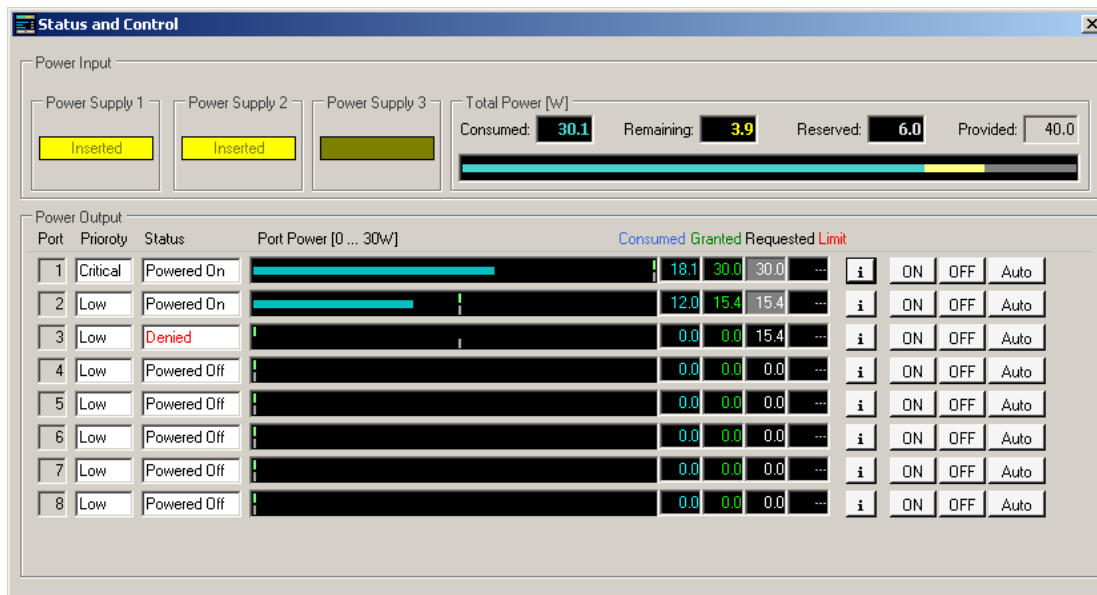 Status and Control
Power Input
Power Supply 1 Power Supply 2 Power Supply 3 Total Power [W]
Consumed: 30.1 Remaining: 3.9 Reserved: 6.0 Provided: 40.0
Inserted Inserted
Power Output
Port Prioroty Status Port Power [0 ... 30W] Consumed Granted Requested Limit
1 Critical Powered On 18.1 30.0 30.0 --- i ON OFF Auto
2 Low Powered On 12.0 15.4 15.4 --- i ON OFF Auto
3 Low Denied 0.0 0.0 15.4 --- i ON OFF Auto
4 Low Powered Off 0.0 0.0 0.0 --- i ON OFF Auto
5 Low Powered Off 0.0 0.0 0.0 --- i ON OFF Auto
6 Low Powered Off 0.0 0.0 0.0 --- i ON OFF Auto
7 Low Powered Off 0.0 0.0 0.0 --- i ON OFF Auto
8 Low Powered Off 0.0 0.0 0.0 --- i ON OFF Auto